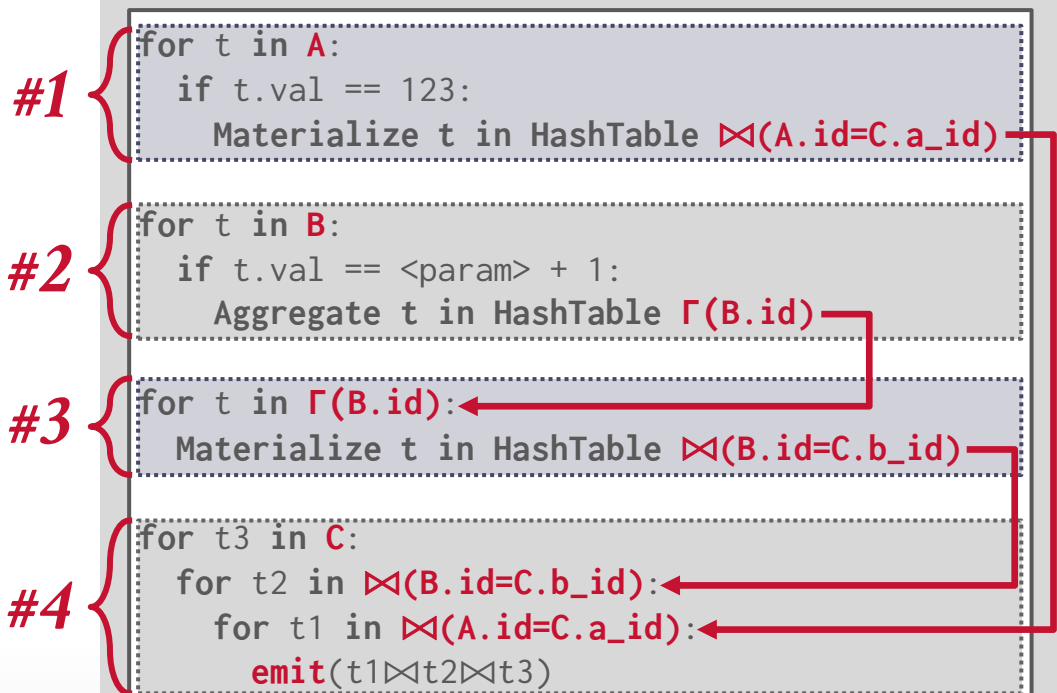 #1
for t in A:
if t.val == 123:
Materialize t in HashTable ⨝(A.id=C.a_id)
#2
for t in B:
if t.val == <param> + 1:
Aggregate t in HashTable Γ(B.id)
#3
for t in Γ(B.id):
Materialize t in HashTable ⨝(B.id=C.b_id)
#4
for t3 in C:
for t2 in ⨝(B.id=C.b_id):
for t1 in ⨝(A.id=C.a_id):
emit(t1⨝t2⨝t3)